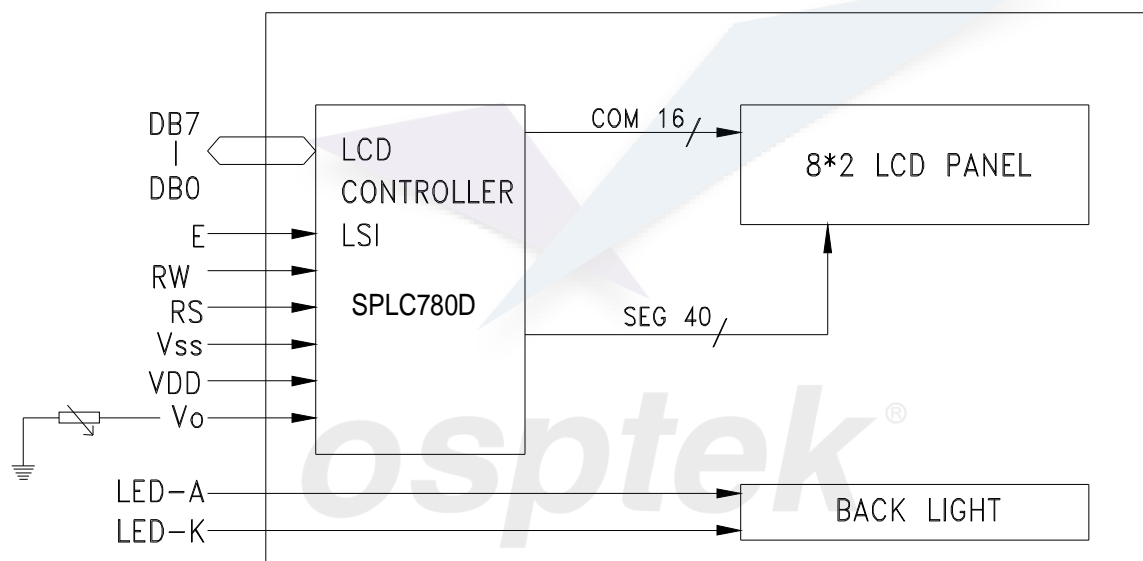 COM 16
DB7
DB0
LCD
CONTROLLER
LSI
SPLC780D
8*2 LCD PANEL
E
RW
RS
Vss
VDD
Vo
SEG 40
osptek®
LED-A
LED-K
BACK LIGHT